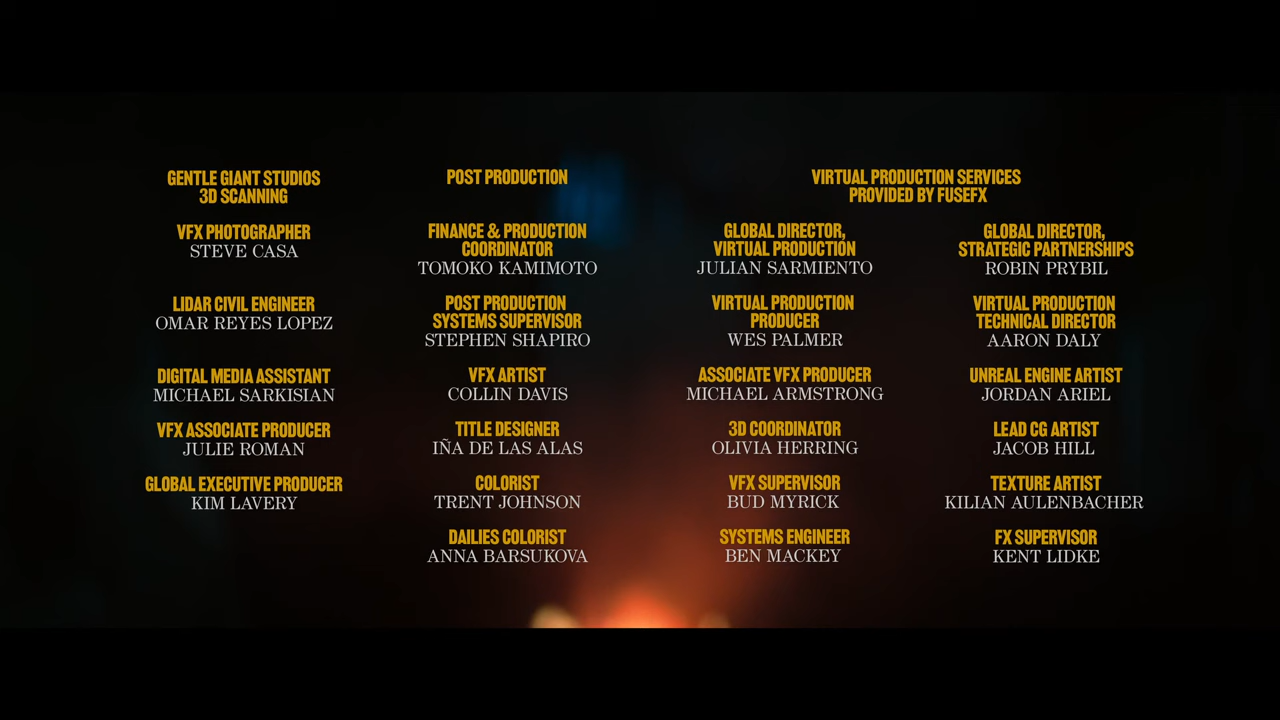 GENTLE GIANT STUDIOS
3D SCANNING
VFX PHOTOGRAPHER
STEVE CASA
LIDAR CIVIL ENGINEER
OMAR REYES LOPEZ
DIGITAL MEDIA ASSISTANT
MICHAEL SARKISIAN
VFX ASSOCIATE PRODUCER
JULIE ROMAN
GLOBAL EXECUTIVE PRODUCER
KIM LAVERY
POST PRODUCTION
FINANCE & PRODUCTION
COORDINATOR
TOMOKO KAMIMOTO
POST PRODUCTION
SYSTEMS SUPERVISOR
STEPHEN SHAPIRO
VFX ARTIST
COLLIN DAVIS
TITLE DESIGNER
IÑA DE LAS ALAS
COLORIST
TRENT JOHNSON
DAILIES COLORIST
ANNA BARSUKOVA
VIRTUAL PRODUCTION SERVICES
PROVIDED BY FUSEFX
GLOBAL DIRECTOR,
VIRTUAL PRODUCTION
JULIAN SARMIENTO
VIRTUAL PRODUCTION
PRODUCER
WES PALMER
ASSOCIATE VFX PRODUCER
MICHAEL ARMSTRONG
3D COORDINATOR
OLIVIA HERRING
VFX SUPERVISOR
BUD MYRICK
SYSTEMS ENGINEER
BEN MACKEY
GLOBAL DIRECTOR,
STRATEGIC PARTNERSHIPS
ROBIN PRYBIL
VIRTUAL PRODUCTION
TECHNICAL DIRECTOR
AARON DALY
UNREAL ENGINE ARTIST
JORDAN ARIEL
LEAD CG ARTIST
JACOB HILL
TEXTURE ARTIST
KILIAN AULENBACHER
FX SUPERVISOR
KENT LIDKE